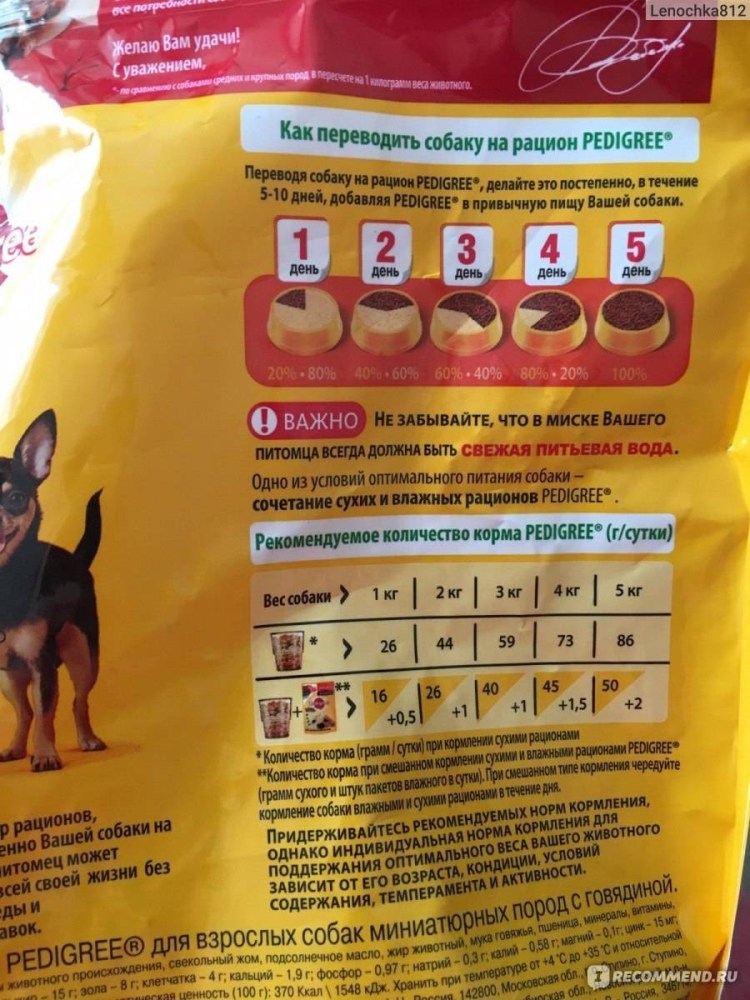 Lenochka812
все потребности
Желаю Вам удачи!
С уважением,
*- по сравнению с собаками средних и крупных пород в пересчете на 1 килограмм веса животного.
Как переводить собаку на рацион PEDIGREE®
Переводя собаку на рацион PEDIGREE®, делайте это постепенно, в течение
5-10 дней, добавляя PEDIGREE® в привычную пищу Вашей собаки.
1 день 2 день 3 день 4 день 5 день
20% • 80% 40% • 60% 60% • 40% 80% • 20% 100%
! ВАЖНО НЕ ЗАБЫВАЙТЕ, ЧТО В МИСКЕ ВАШЕГО
ПИТОМЦА ВСЕГДА ДОЛЖНА БЫТЬ СВЕЖАЯ ПИТЬЕВАЯ ВОДА.
Одно из условий оптимального питания собаки –
сочетание сухих и влажных рационов PEDIGREE® .
Рекомендуемое количество корма PEDIGREE® (г/сутки)
Вес собаки 1 кг 2 кг 3 кг 4 кг 5 кг
* 26 44 59 73 86
+ ** 16 +0,5 26 +1 40 +1 45 +1,5 50 +2
* Количество корма (грамм / сутки) при кормлении сухими рационами
**Количество корма при смешанном кормлении сухими и влажными рационами PEDIGREE®
(грамм сухого и штук пакетов влажного в сутки). При смешанном типе кормления чередуйте
кормление собаки влажными и сухими рационами в течение дня.
ПРИДЕРЖИВАЙТЕСЬ РЕКОМЕНДУЕМЫХ НОРМ КОРМЛЕНИЯ,
ОДНАКО ИНДИВИДУАЛЬНАЯ НОРМА КОРМЛЕНИЯ ДЛЯ
ПОДДЕРЖАНИЯ ОПТИМАЛЬНОГО ВЕСА ВАШЕГО ЖИВОТНОГО
ЗАВИСИТ ОТ ЕГО ВОЗРАСТА, КОНДИЦИИ, УСЛОВИЙ
СОДЕРЖАНИЯ, ТЕМПЕРАМЕНТА И АКТИВНОСТИ.
р рационов,
енно Вашей собаки на
питомец может
всей своей жизни без
еды и
авок.
PEDIGREE® для взрослых собак миниатюрных пород с говядиной.
животного происхождения, свекольный жом, подсолнечное масло, жир животный, мука говяжья, пшеница, минералы, витамины,
– 15 г; зола – 8 г; клетчатка – 4 г; кальций – 1,9 г; фосфор – 0,97 г; натрий – 0,3 г; калий – 0,58 г; магний – 0,1г; цинк – 15 мг;
ценность (100 г): 370 Ккал \ 1548 кДж. Хранить при температуре от +4˚С до +35˚С и относительной
Россия, 142800, Московская обл., Ступино, г. Ступино,
IRECOMMEND.RU